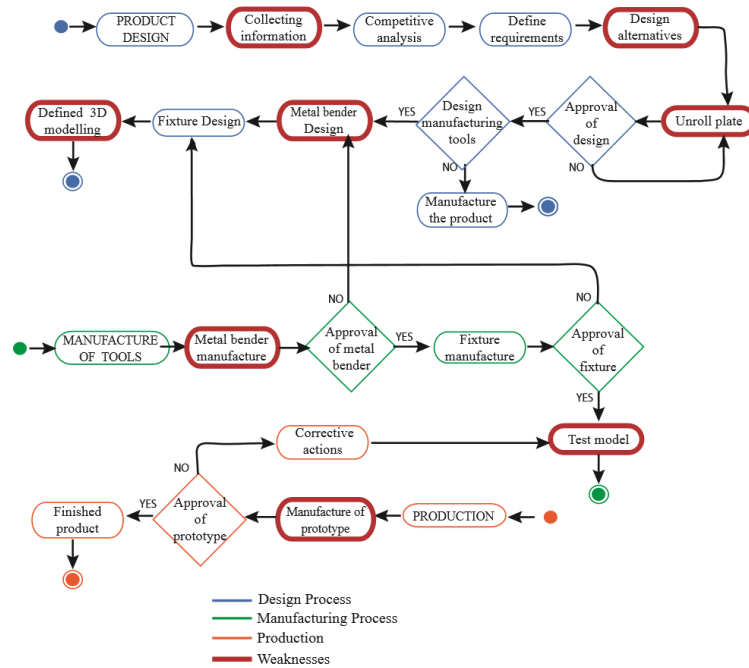 PRODUCT
DESIGN
Collecting
information
Competitive
analysis
Define
requirements
Design
alternatives
Defined 3D
modelling
Fixture Design
Metal bender
Design
YES
Design
manufacturing
tools
YES
Approval
of
design
Unroll plate
NO
NO
Manufacture
the product
NO
NO
MANUFACTURE
OF TOOLS
Metal bender
manufacture
Approval
of metal
bender
YES
Fixture
manufacture
Approval
of
fixture
YES
Corrective
actions
Test model
NO
Finished
product
YES
Approval
of
prototype
Manufacture of
prototype
PRODUCTION
Design Process
Manufacturing Process
Production
Weaknesses